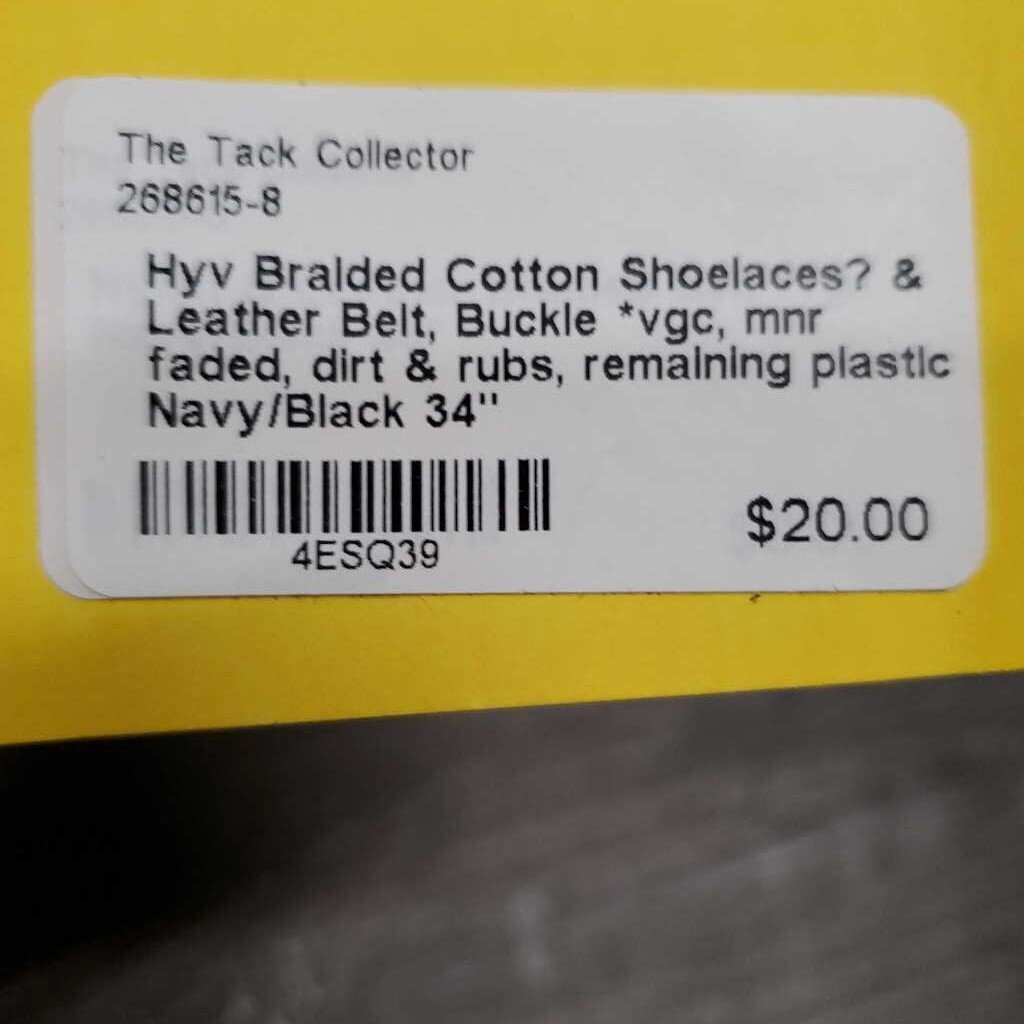 The Tack Collector
268615-8
Hyv Braided Cotton Shoelaces? &
Leather Belt, Buckle *vgc, mnr
faded, dirt & rubs, remaining plastic
Navy/Black 34"
4ESQ39
$20.00